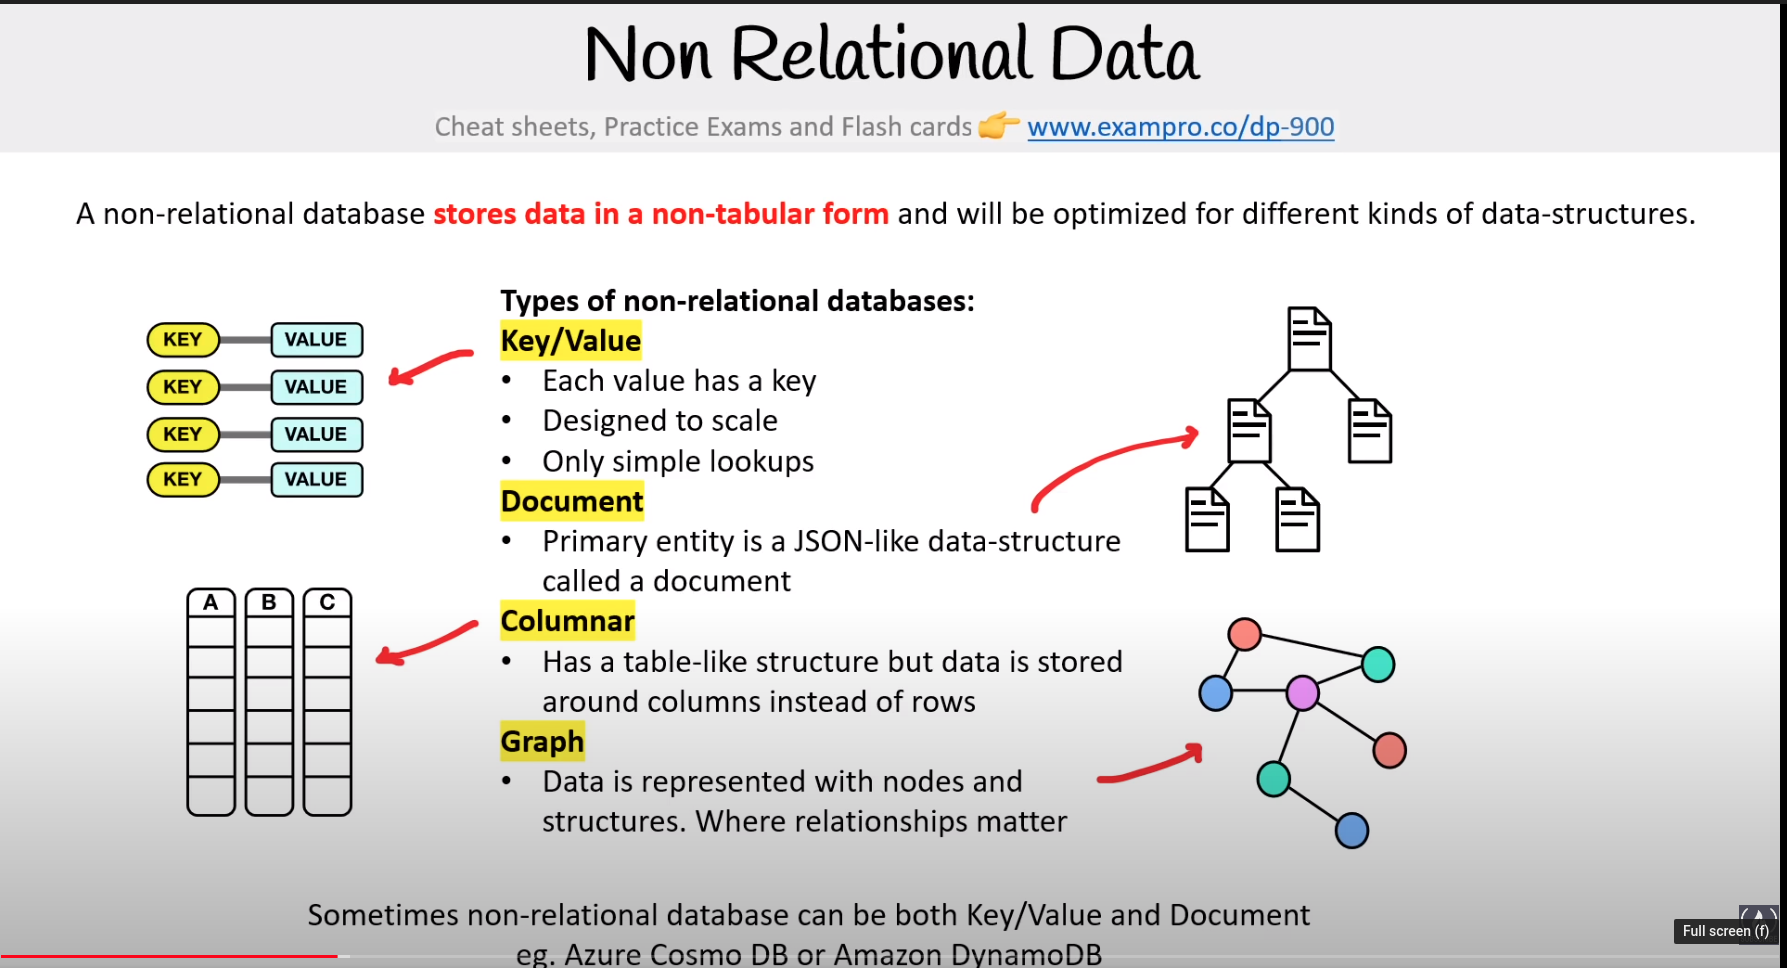 Non Relational Data
Cheat sheets, Practice Exams and Flash cards 👉 www.exampro.co/dp-900
A non-relational database stores data in a non-tabular form and will be optimized for different kinds of data-structures.
Types of non-relational databases:
Key/Value
• Each value has a key
• Designed to scale
• Only simple lookups
Document
• Primary entity is a JSON-like data-structure
called a document
Columnar
• Has a table-like structure but data is stored
around columns instead of rows
Graph
• Data is represented with nodes and
structures. Where relationships matter
KEY VALUE
KEY VALUE
KEY VALUE
KEY VALUE
A B C
Sometimes non-relational database can be both Key/Value and Document
eg. Azure Cosmo DB or Amazon DynamoDB
Full screen (f)